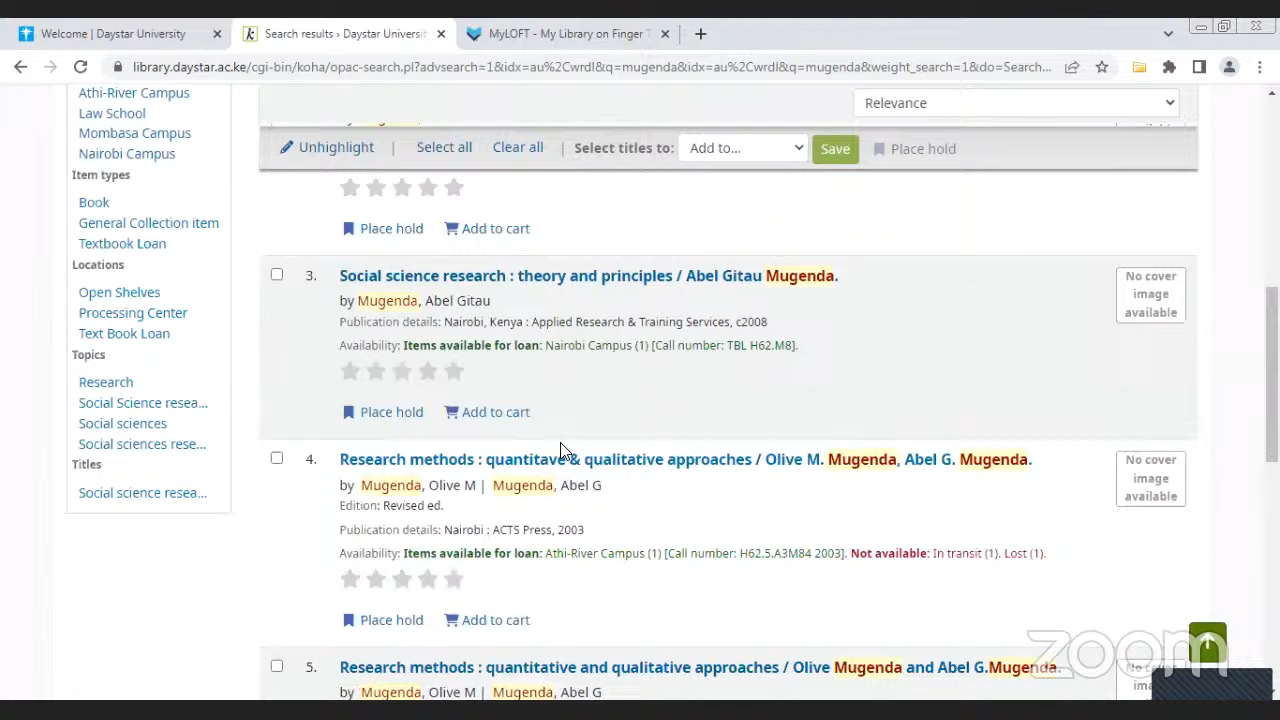 Welcome | Daystar University
Search results › Daystar Universit
MyLOFT - My Library on Finger T
library.daystar.ac.ke/cgi-bin/koha/opac-search.pl?advsearch=1&idx=au%2Cwrdl&q=mugenda&idx=au%2Cwrdl&q=mugenda&weight_search=1&do=Search...
Athi-River Campus
Law School
Mombasa Campus
Nairobi Campus
Item types
Book
General Collection item
Textbook Loan
Locations
Open Shelves
Processing Center
Text Book Loan
Topics
Research
Social Science resea...
Social sciences
Social sciences rese...
Titles
Social science resea...
Relevance
Unhighlight | Select all Clear all | Select titles to: Add to... Save Place hold
Place hold Add to cart
3. Social science research : theory and principles / Abel Gitau Mugenda.
by Mugenda, Abel Gitau
Publication details: Nairobi, Kenya : Applied Research & Training Services, c2008
Availability: Items available for loan: Nairobi Campus (1) [Call number: TBL H62.M8].
Place hold Add to cart
No cover
image
available
4. Research methods : quantitave & qualitative approaches / Olive M. Mugenda, Abel G. Mugenda.
by Mugenda, Olive M | Mugenda, Abel G
Edition: Revised ed.
Publication details: Nairobi : ACTS Press, 2003
Availability: Items available for loan: Athi-River Campus (1) [Call number: H62.5.A3M84 2003]. Not available: In transit (1). Lost (1).
Place hold Add to cart
No cover
image
available
5. Research methods : quantitative and qualitative approaches / Olive Mugenda and Abel G.Mugenda.
by Mugenda, Olive M | Mugenda, Abel G
zoom